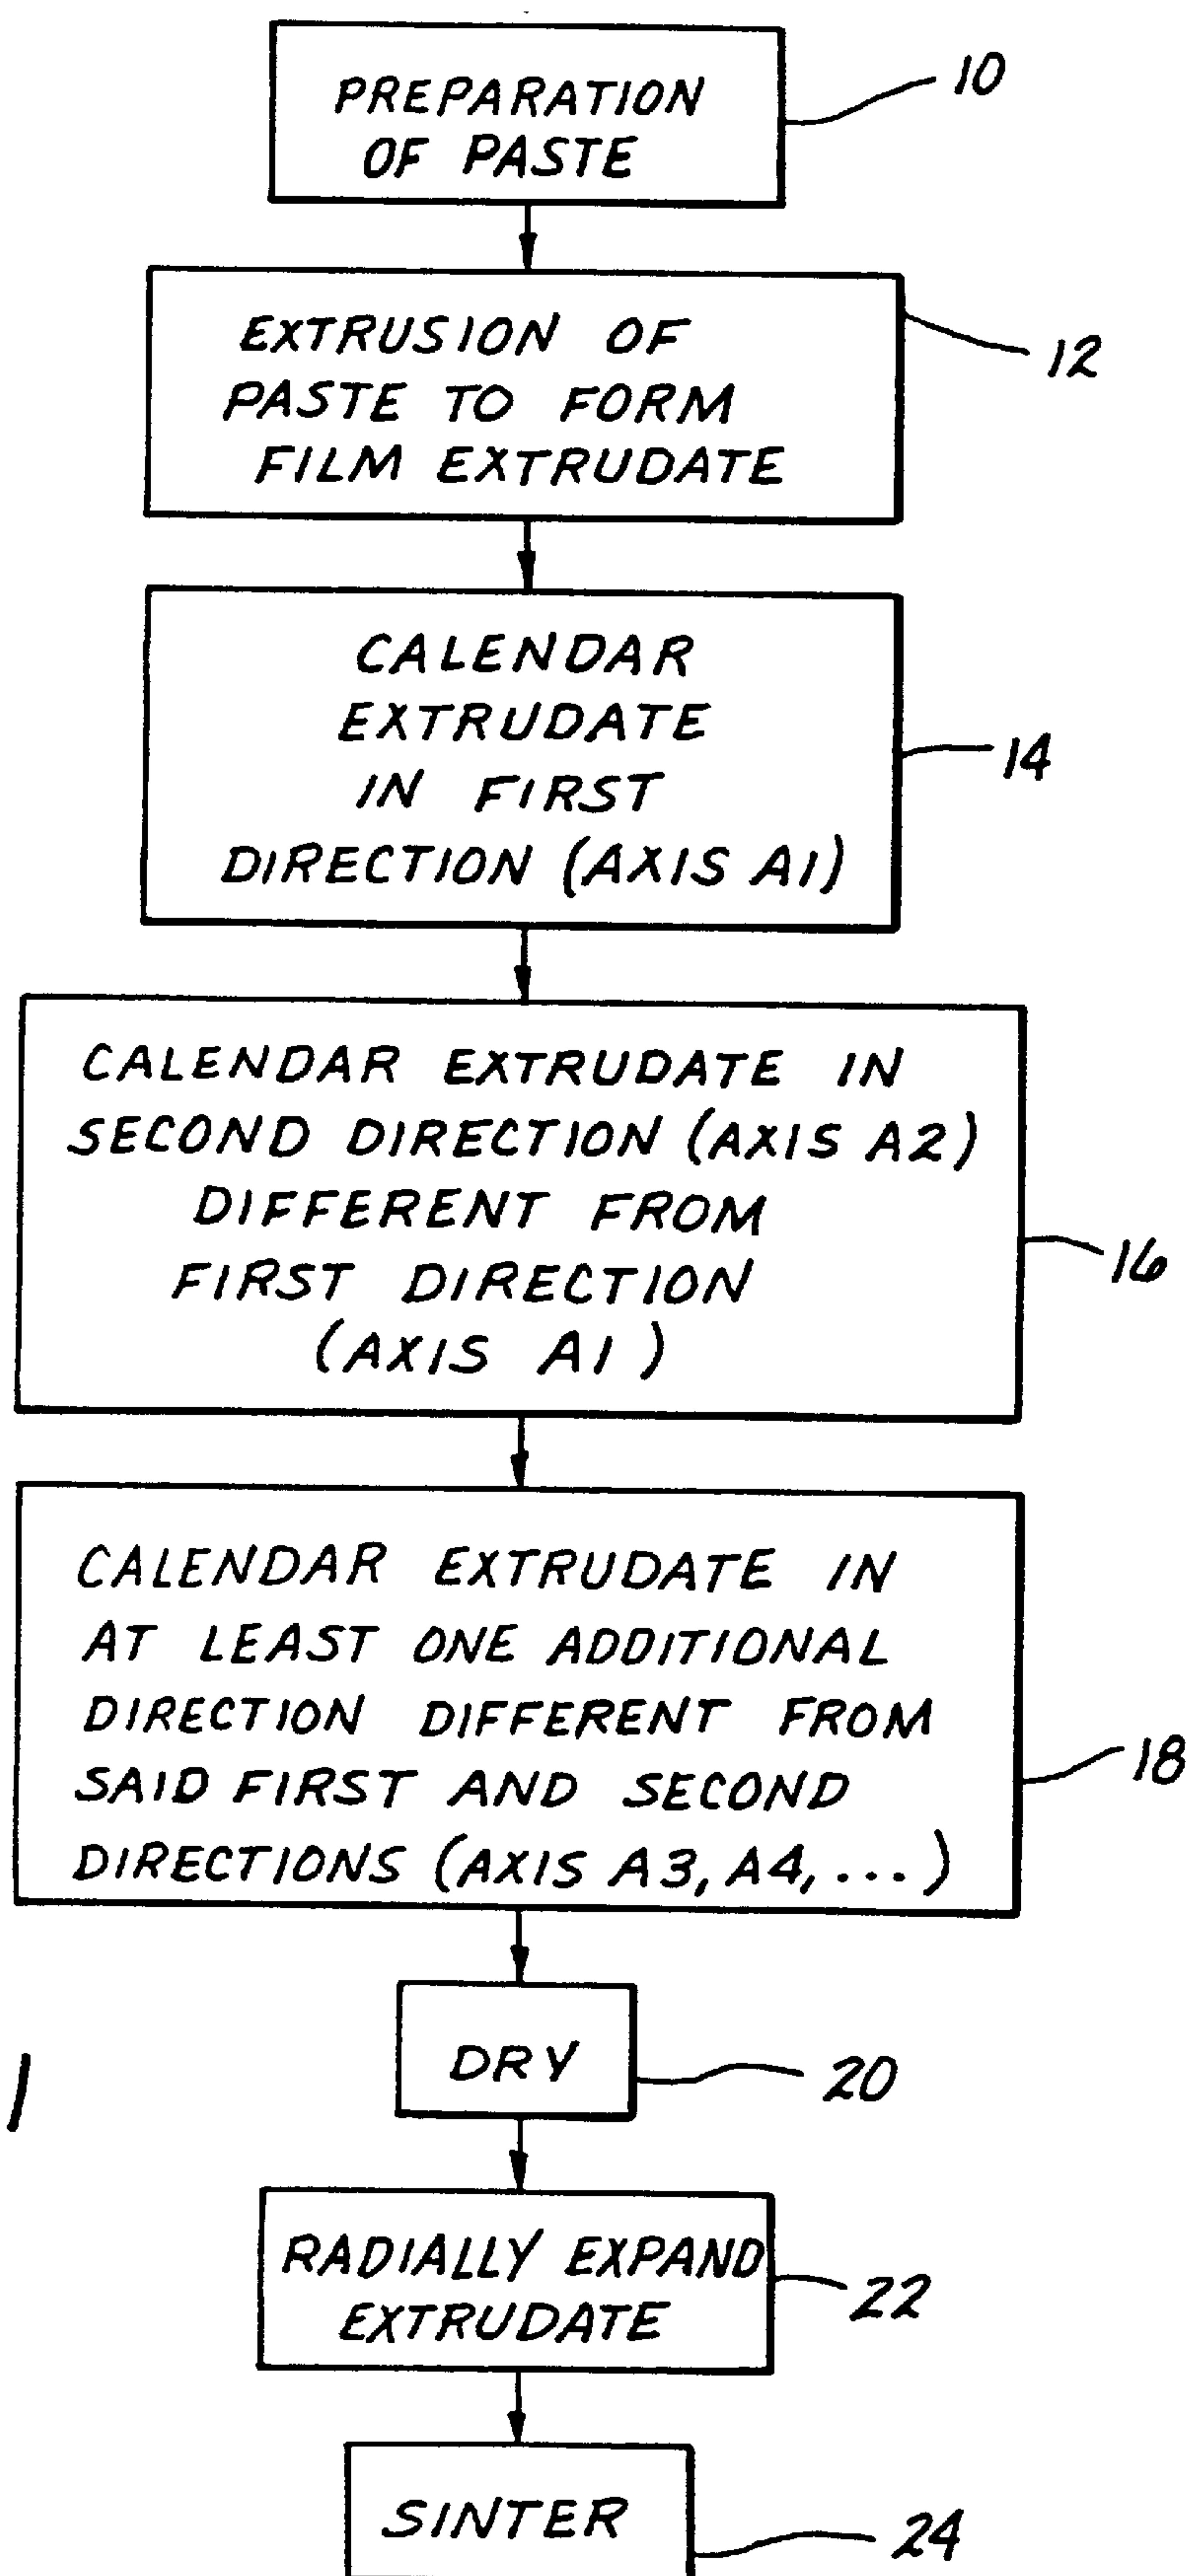 PREPARATION
OF PASTE
10
EXTRUSION OF
PASTE TO FORM
FILM EXTRUDATE
12
CALENDAR
EXTRUDATE
IN FIRST
DIRECTION (AXIS A1)
14
CALENDAR EXTRUDATE IN
SECOND DIRECTION (AXIS A2)
DIFFERENT FROM
FIRST DIRECTION
(AXIS A1)
16
CALENDAR EXTRUDATE IN
AT LEAST ONE ADDITIONAL
DIRECTION DIFFERENT FROM
SAID FIRST AND SECOND
DIRECTIONS (AXIS A3, A4, ...)
18
DRY
20
1
RADIALLY EXPAND
EXTRUDATE
22
SINTER
24